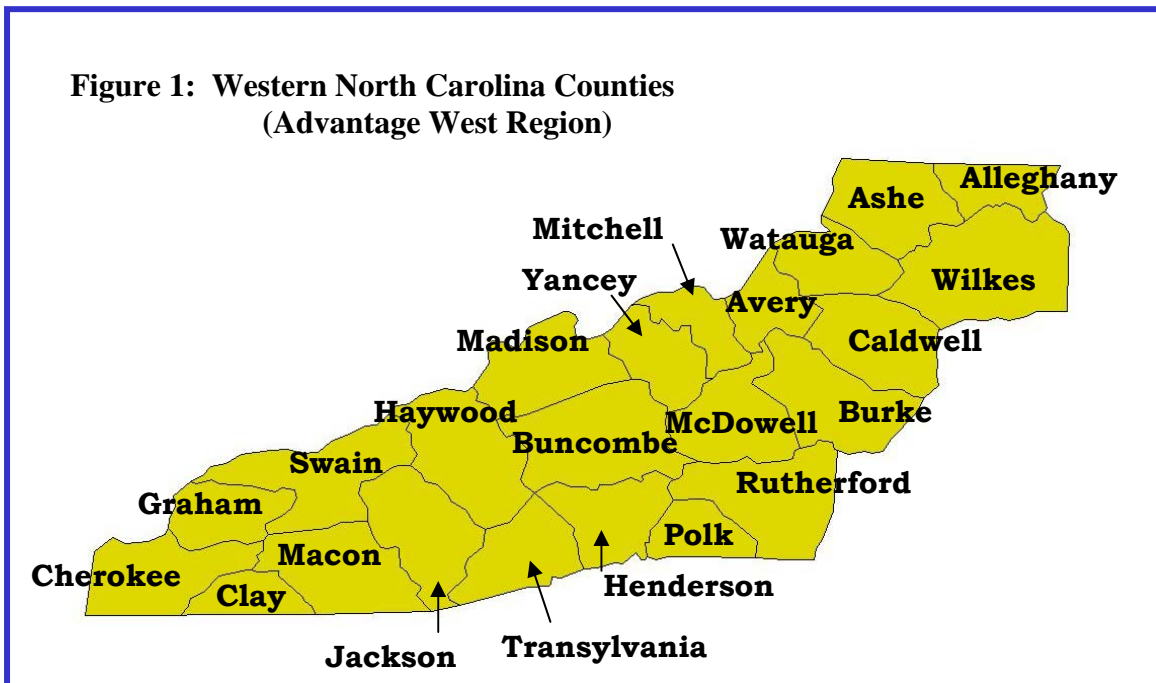 Figure 1: Western North Carolina Counties
(Advantage West Region)
Alleghany
Ashe
Mitchell
Watauga
Yancey
Wilkes
Avery
Madison
Caldwell
Haywood
Burke
McDowell
Buncombe
Swain
Rutherford
Graham
Polk
Macon
Cherokee
Henderson
Clay
Transylvania
Jackson